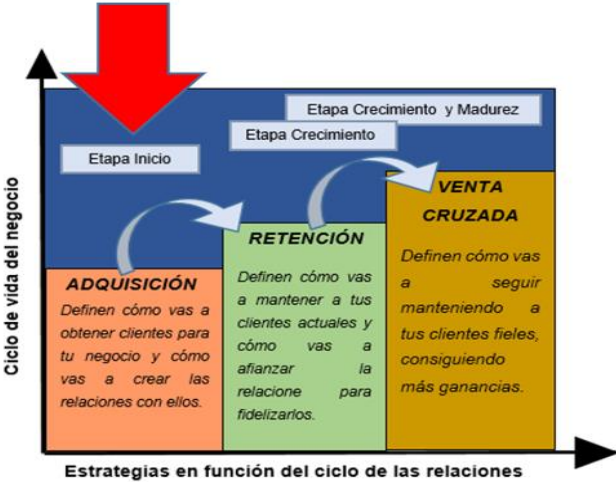 Etapa Crecimiento y Madurez
Etapa Crecimiento
Etapa Inicio
Ciclo de vida del negocio
ADQUISICIÓN
Definen cómo vas a
obtener clientes para
tu negocio y cómo
vas a crear las
relaciones con ellos.
RETENCIÓN
Definen cómo vas
a mantener a tus
clientes actuales y
cómo vas a
afianzar la
relacione para
fidelizarlos.
VENTA
CRUZADA
Definen cómo vas
a seguir
manteniendo a
tus clientes fieles,
consiguiendo
más ganancias.
Estrategias en función del ciclo de las relaciones